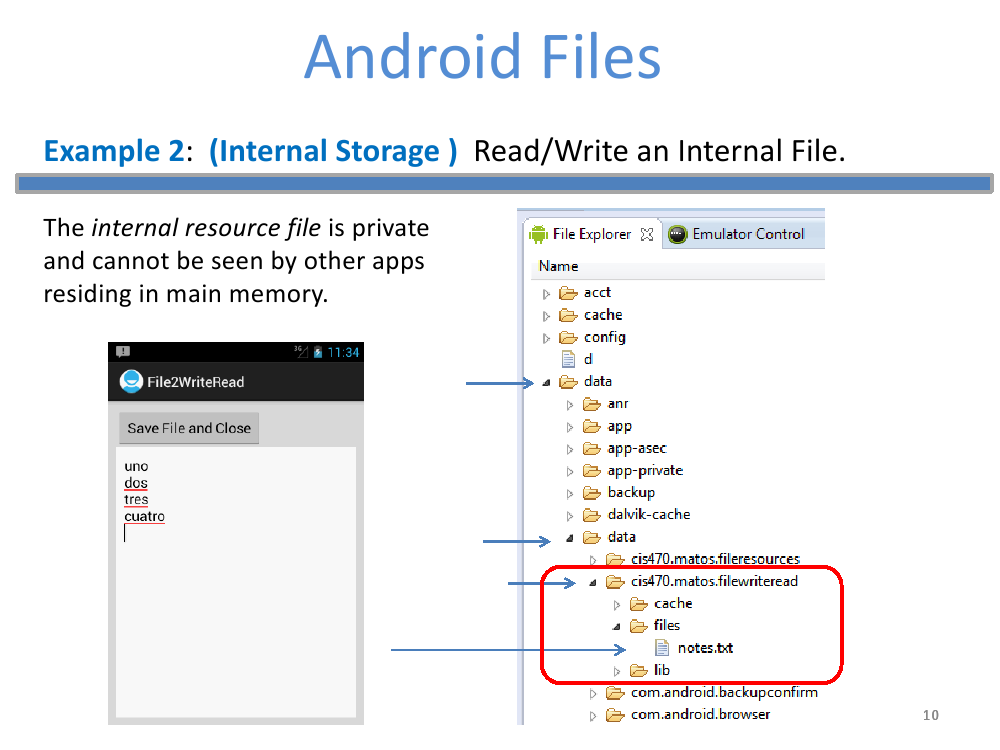 Android Files
Example 2: (Internal Storage ) Read/Write an Internal File.
The internal resource file is private
and cannot be seen by other apps
residing in main memory.
3G 11:34
File2WriteRead
Save File and Close
uno
dos
tres
cuatro
File Explorer Emulator Control
Name
acct
cache
config
d
data
anr
app
app-asec
app-private
backup
dalvik-cache
data
cis470.matos.fileresources
cis470.matos.filewriteread
cache
files
notes.txt
lib
com.android.backupconfirm
com.android.browser
10